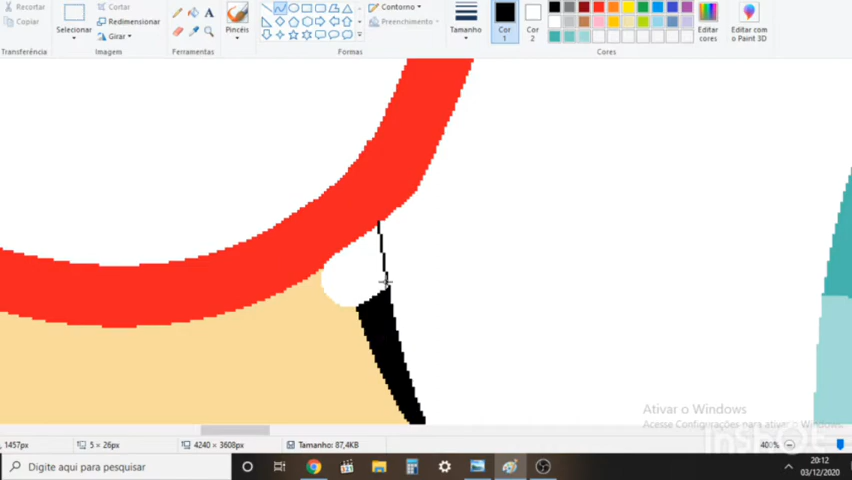 Recortar
Copiar
Transferência
Selecionar
Cortar
Redimensionar
Girar
Imagem
A
Ferramentas
Pincéis
Formas
Contorno
Preenchimento
Tamanho
Cor
1
Cor
2
Cores
Editar
cores
Editar com
o Paint 3D
Ativar o Windows
Acesse Configurações para ativar o Windows.
1457px
5 × 26px
4240 × 3608px
Tamanho: 87,4KB
400%
Digite aqui para pesquisar
20:12
03/12/2020